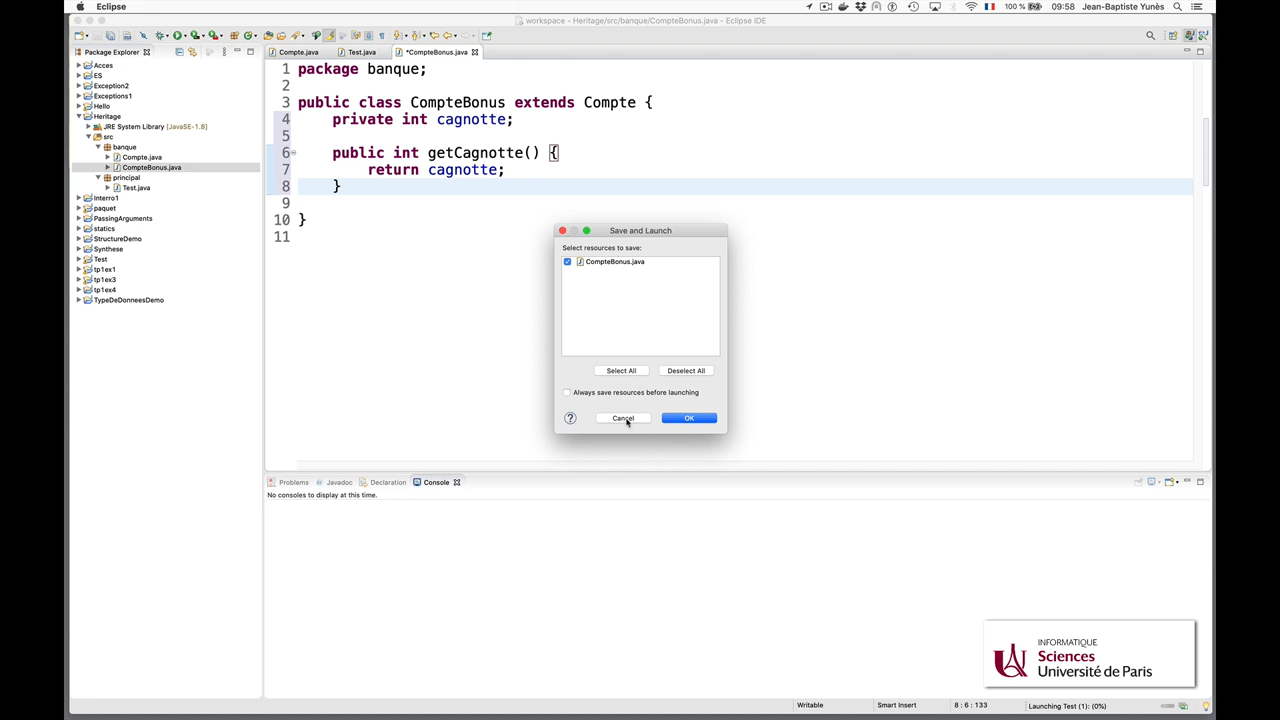 Eclipse
100 %
09:58
Jean-Baptiste Yunès
workspace - Heritage/src/banque/CompteBonus.java - Eclipse IDE
Package Explorer
Acces
ES
Exception2
Exceptions1
Hello
Heritage
JRE System Library [JavaSE-1.8]
src
banque
Compte.java
CompteBonus.java
principal
Test.java
Interro1
paquet
PassingArguments
statics
StructureDemo
Synthese
Test
tp1ex1
tp1ex3
tp1ex4
TypeDeDonneesDemo
Compte.java
Test.java
*CompteBonus.java
1 package banque;
2
3 public class CompteBonus extends Compte {
4 private int cagnotte;
5
6 public int getCagnotte() {
7 return cagnotte;
8 }
9
10 }
11
Save and Launch
Select resources to save:
CompteBonus.java
Select All
Deselect All
Always save resources before launching
?
Cancel
OK
Problems
Javadoc
Declaration
Console
No consoles to display at this time.
INFORMATIQUE
Sciences
Université de Paris
Writable
Smart Insert
8 : 6 : 133
Launching Test (1): (0%)